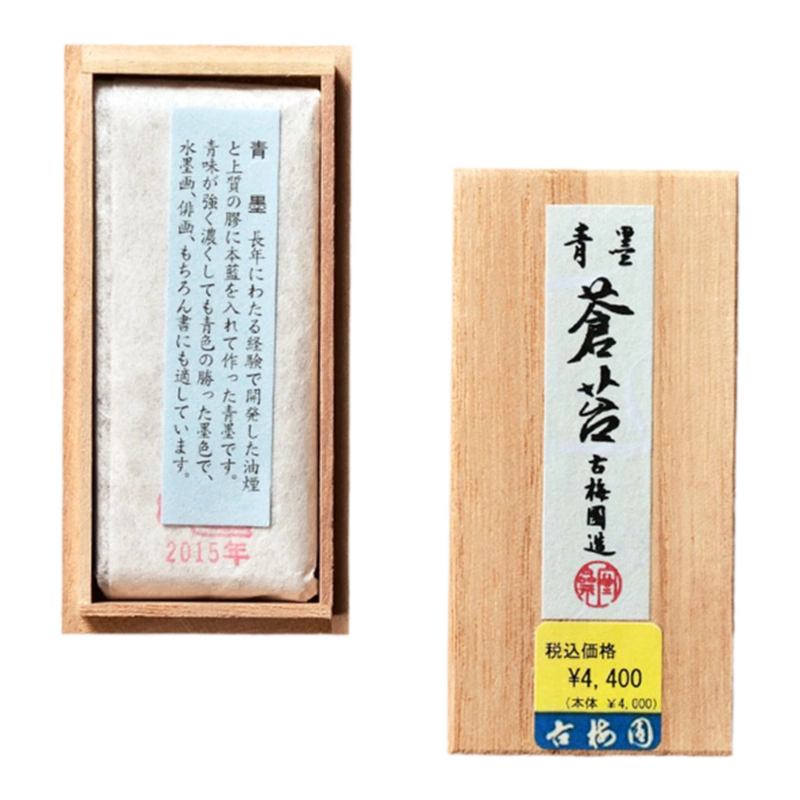 青墨 長年にわたる経験で開発した油煙
と上質の膠に本藍を入れて作った青墨です。
青味が強く濃くしても青色の勝った墨色で、
水墨画、俳画、もちろん書にも適しています。
2015年
青墨
蒼苔
古梅園造
税込価格
¥4,400
(本体 ¥4,000)
古梅園